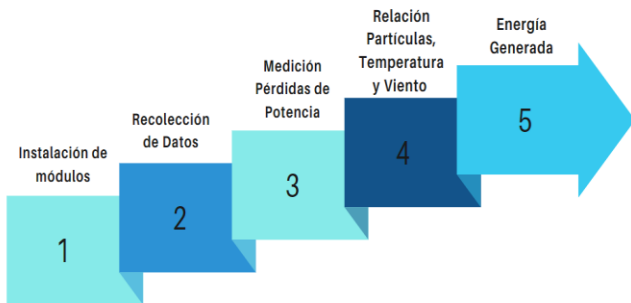 Instalación de
módulos
1
Recolección
de Datos
2
Medición
Pérdidas de
Potencia
3
Relación
Partículas,
Temperatura
y Viento
4
Energía
Generada
5